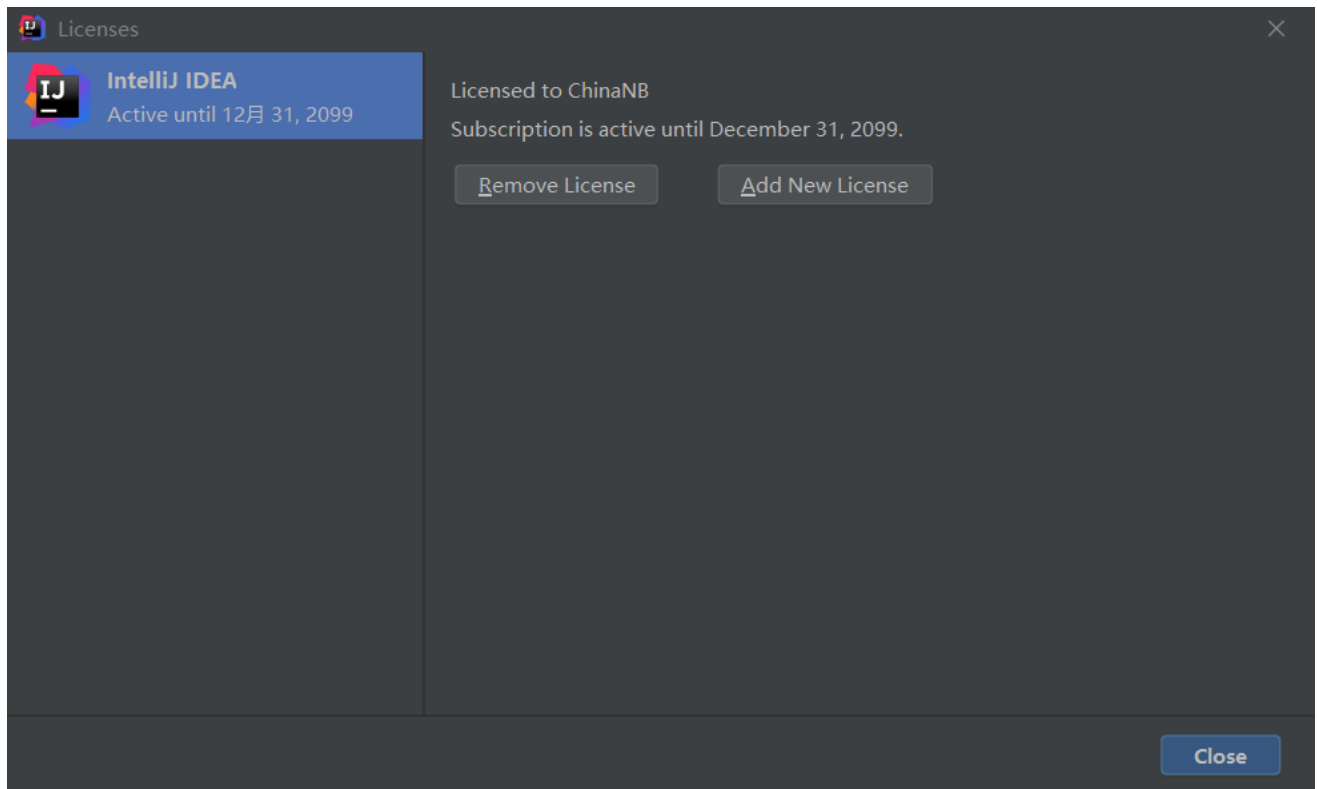 Licenses
IntelliJ IDEA
Active until 12月 31, 2099
Licensed to ChinaNB
Subscription is active until December 31, 2099.
Remove License
Add New License
Close